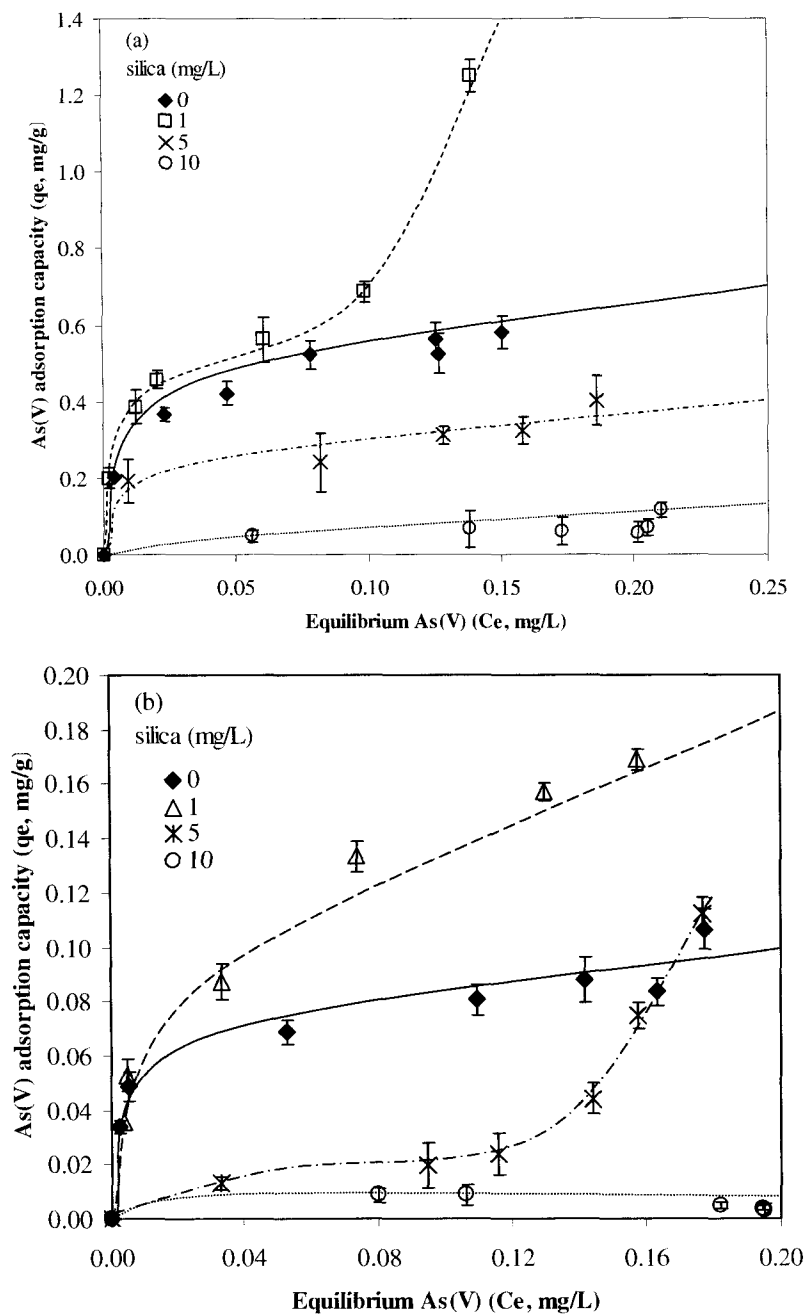 (a)
silica (mg/L)
0
1
5
10
As(V) adsorption capacity (qe, mg/g)
1.4
1.2
1.0
0.8
0.6
0.4
0.2
0.0
0.00 0.05 0.10 0.15 0.20 0.25
Equilibrium As(V) (Ce, mg/L)
(b)
silica (mg/L)
0
1
5
10
As(V) adsorption capacity (qe, mg/g)
0.20
0.18
0.16
0.14
0.12
0.10
0.08
0.06
0.04
0.02
0.00
0.00 0.04 0.08 0.12 0.16 0.20
Equilibrium As(V) (Ce, mg/L)